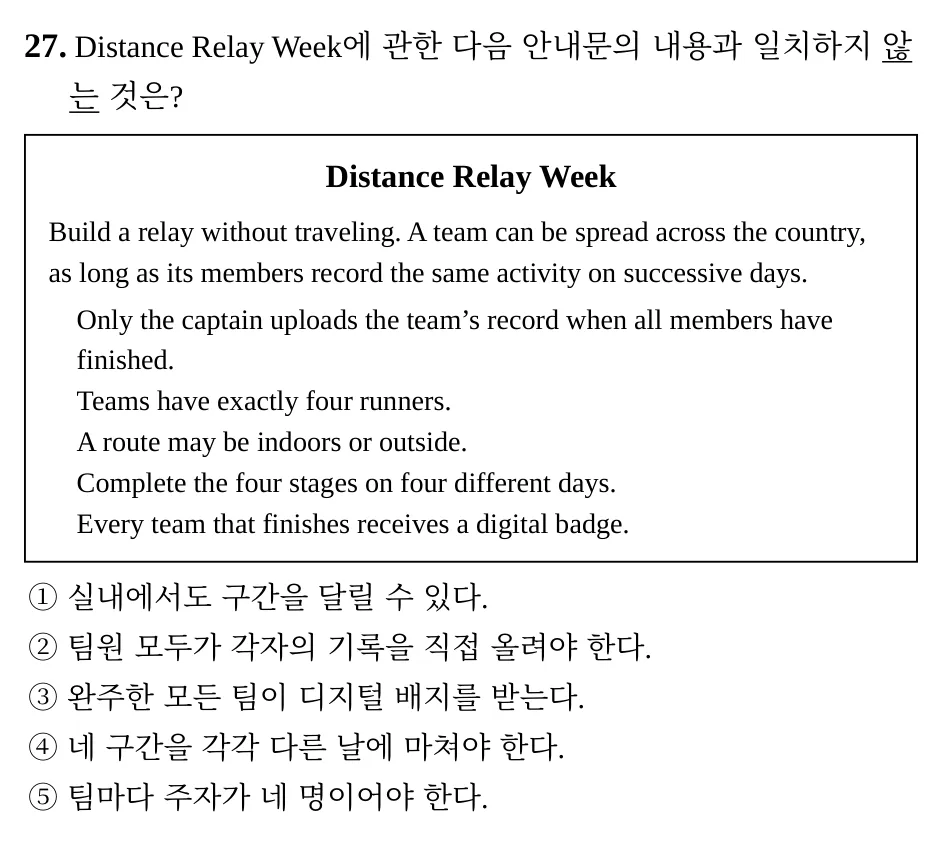 27. Distance Relay Week에 관한 다음 안내문의 내용과 일치하지 않
는 것은?
Distance Relay Week
Build a relay without traveling. A team can be spread across the country,
as long as its members record the same activity on successive days.
Only the captain uploads the team’s record when all members have
finished.
Teams have exactly four runners.
A route may be indoors or outside.
Complete the four stages on four different days.
Every team that finishes receives a digital badge.
① 실내에서도 구간을 달릴 수 있다.
② 팀원 모두가 각자의 기록을 직접 올려야 한다.
③ 완주한 모든 팀이 디지털 배지를 받는다.
④ 네 구간을 각각 다른 날에 마쳐야 한다.
⑤ 팀마다 주자가 네 명이어야 한다.